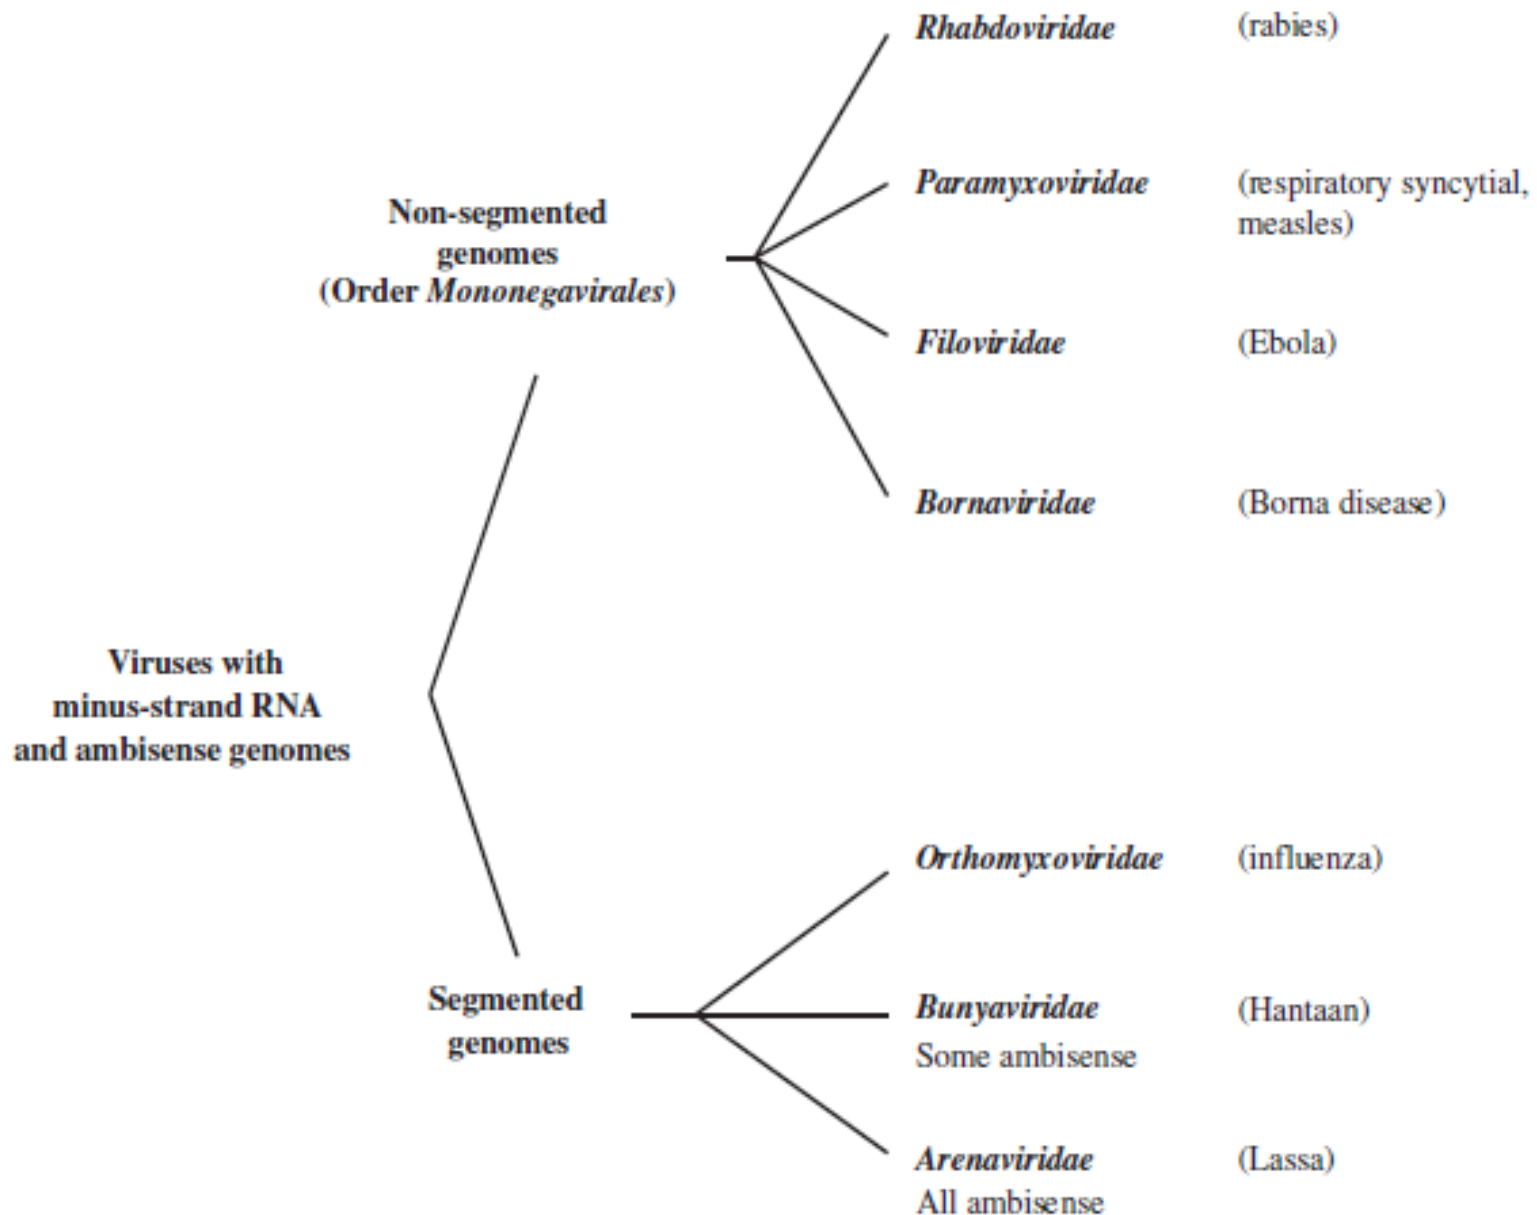 Rhabdoviridae (rabies)
Paramyxoviridae (respiratory syncytial,
measles)
Non-segmented
genomes
(Order Mononegavirales)
Filoviridae (Ebola)
Bornaviridae (Borna disease)
Viruses with
minus-strand RNA
and ambisense genomes
Orthomyxoviridae (influenza)
Segmented
genomes
Bunyaviridae (Hantaan)
Some ambisense
Arenaviridae (Lassa)
All ambisense